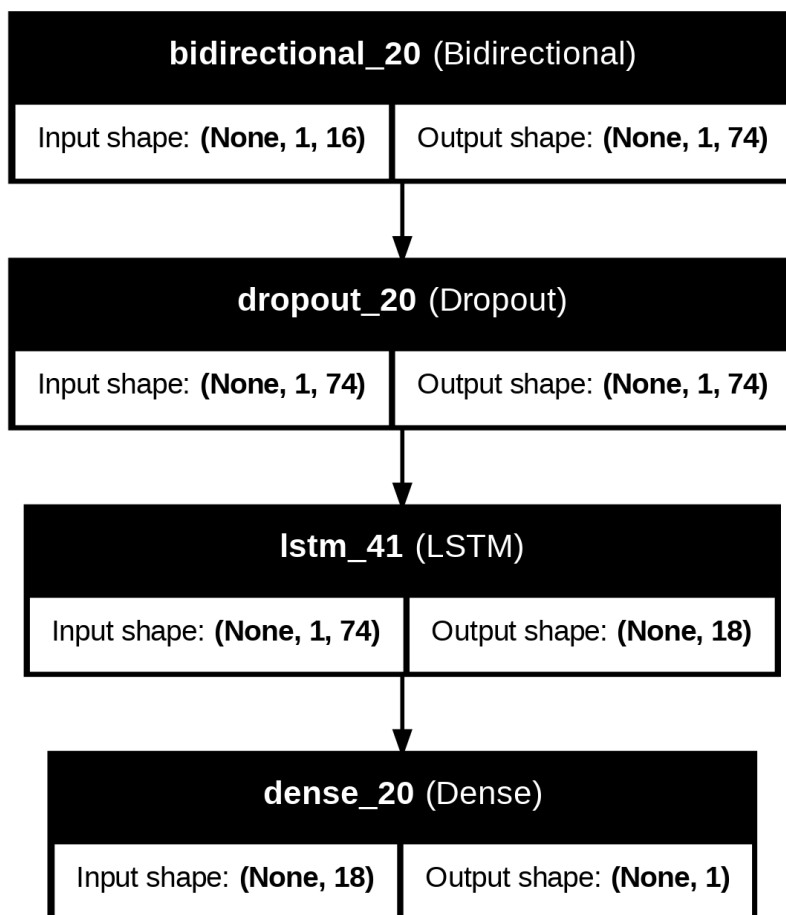 bidirectional_20 (Bidirectional)
Input shape: (None, 1, 16) Output shape: (None, 1, 74)
dropout_20 (Dropout)
Input shape: (None, 1, 74) Output shape: (None, 1, 74)
lstm_41 (LSTM)
Input shape: (None, 1, 74) Output shape: (None, 18)
dense_20 (Dense)
Input shape: (None, 18) Output shape: (None, 1)